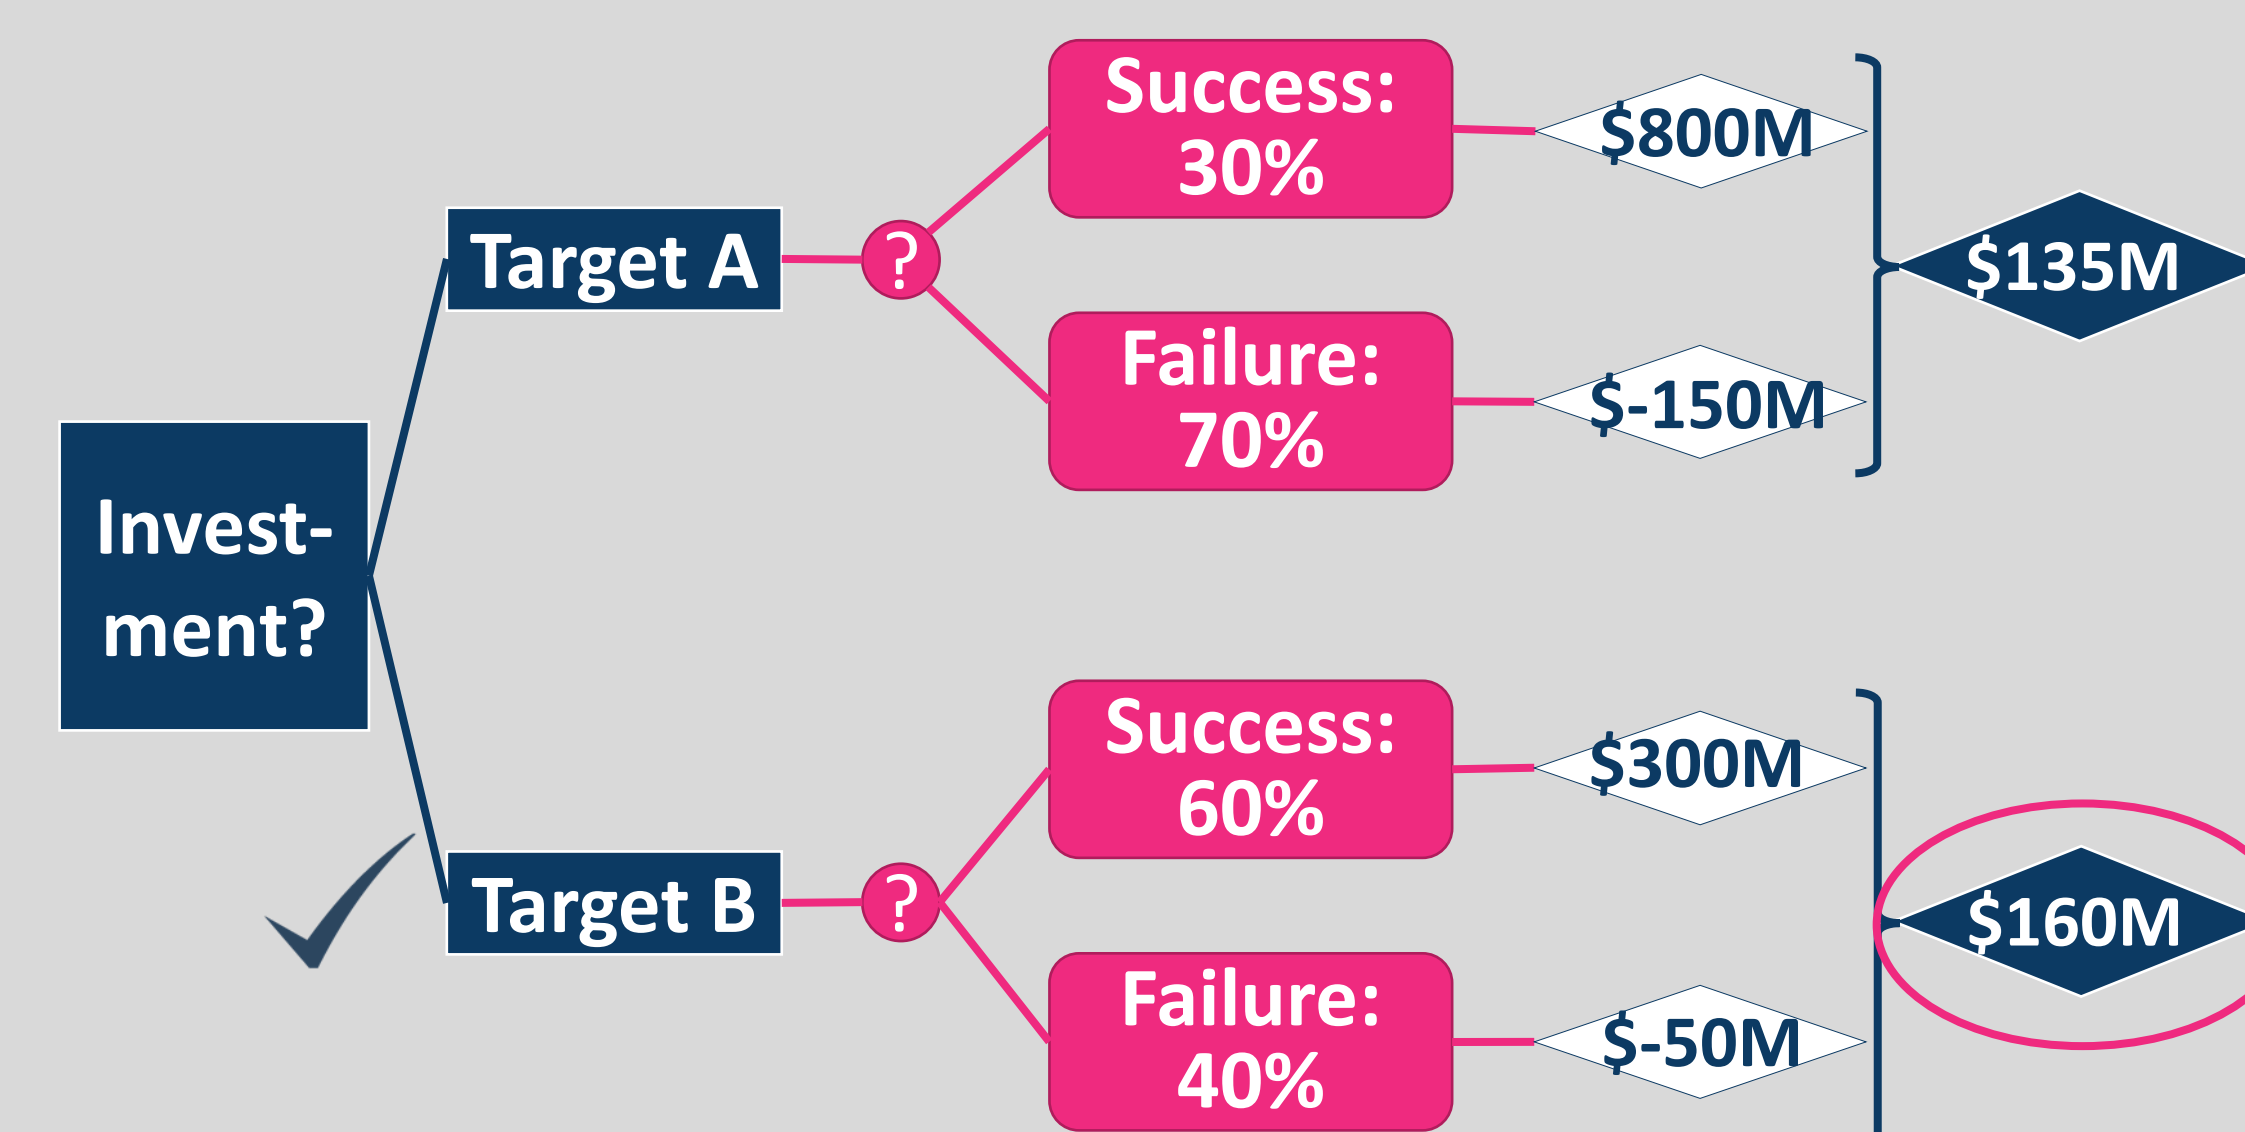 Success:
30%
$800M
Target A
?
$135M
Failure:
70%
$-150M
Invest-
ment?
Success:
60%
$300M
Target B
?
$160M
Failure:
40%
$-50M